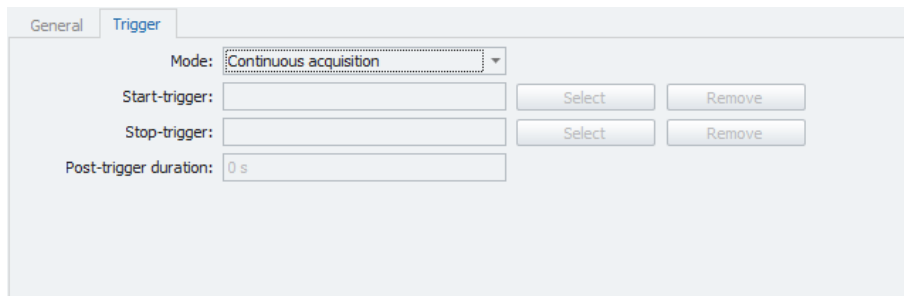 General Trigger
Mode: Continuous acquisition
Start-trigger: Select Remove
Stop-trigger: Select Remove
Post-trigger duration: 0 s